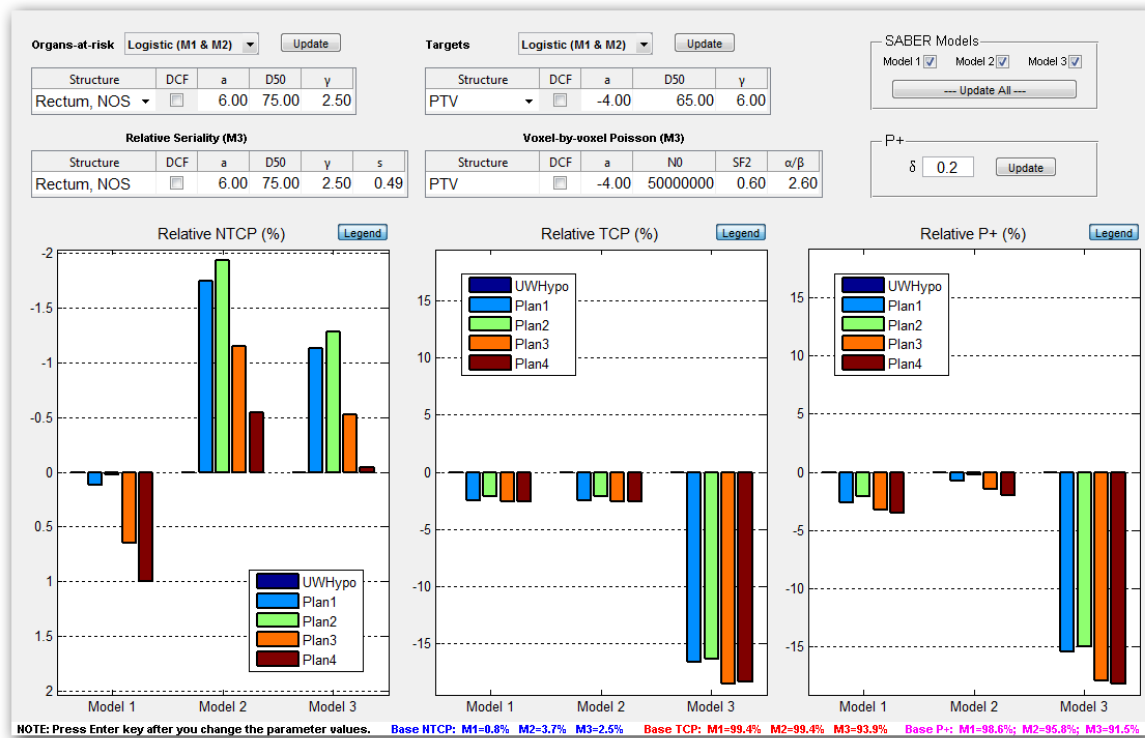 Organs-at-risk Logistic (M1 & M2) Update
Structure DCF a D50 γ
Rectum, NOS 6.00 75.00 2.50
Relative Seriality (M3)
Structure DCF a D50 γ s
Rectum, NOS 6.00 75.00 2.50 0.49
Targets Logistic (M1 & M2) Update
Structure DCF a D50 γ
PTV -4.00 65.00 6.00
Voxel-by-voxel Poisson (M3)
Structure DCF a N0 SF2 α/β
PTV -4.00 50000000 0.60 2.60
SABER Models
Model 1 Model 2 Model 3
--- Update All ---
P+
δ 0.2 Update
Relative NTCP (%) Legend
-2
-1.5
-1
-0.5
0
0.5
1
1.5
2
UWHypo
Plan1
Plan2
Plan3
Plan4
Model 1 Model 2 Model 3
Relative TCP (%) Legend
15
10
5
0
-5
-10
-15
UWHypo
Plan1
Plan2
Plan3
Plan4
Model 1 Model 2 Model 3
Relative P+ (%) Legend
15
10
5
0
-5
-10
-15
UWHypo
Plan1
Plan2
Plan3
Plan4
Model 1 Model 2 Model 3
NOTE: Press Enter key after you change the parameter values. Base NTCP: M1=0.8% M2=3.7% M3=2.5% Base TCP: M1=99.4% M2=99.4% M3=93.9% Base P+: M1=98.6%; M2=95.8%; M3=91.5%